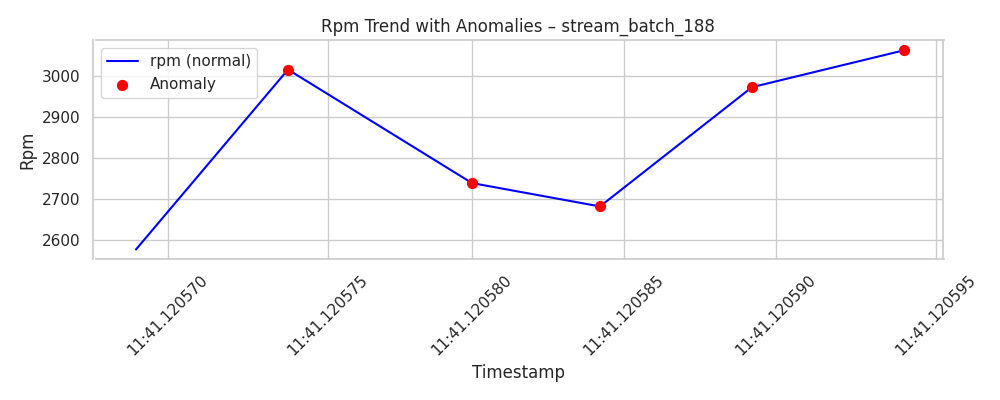 Rpm Trend with Anomalies – stream_batch_188
rpm (normal)
Anomaly
Rpm
3000
2900
2800
2700
2600
11:41.120570
11:41.120575
11:41.120580
11:41.120585
11:41.120590
11:41.120595
Timestamp